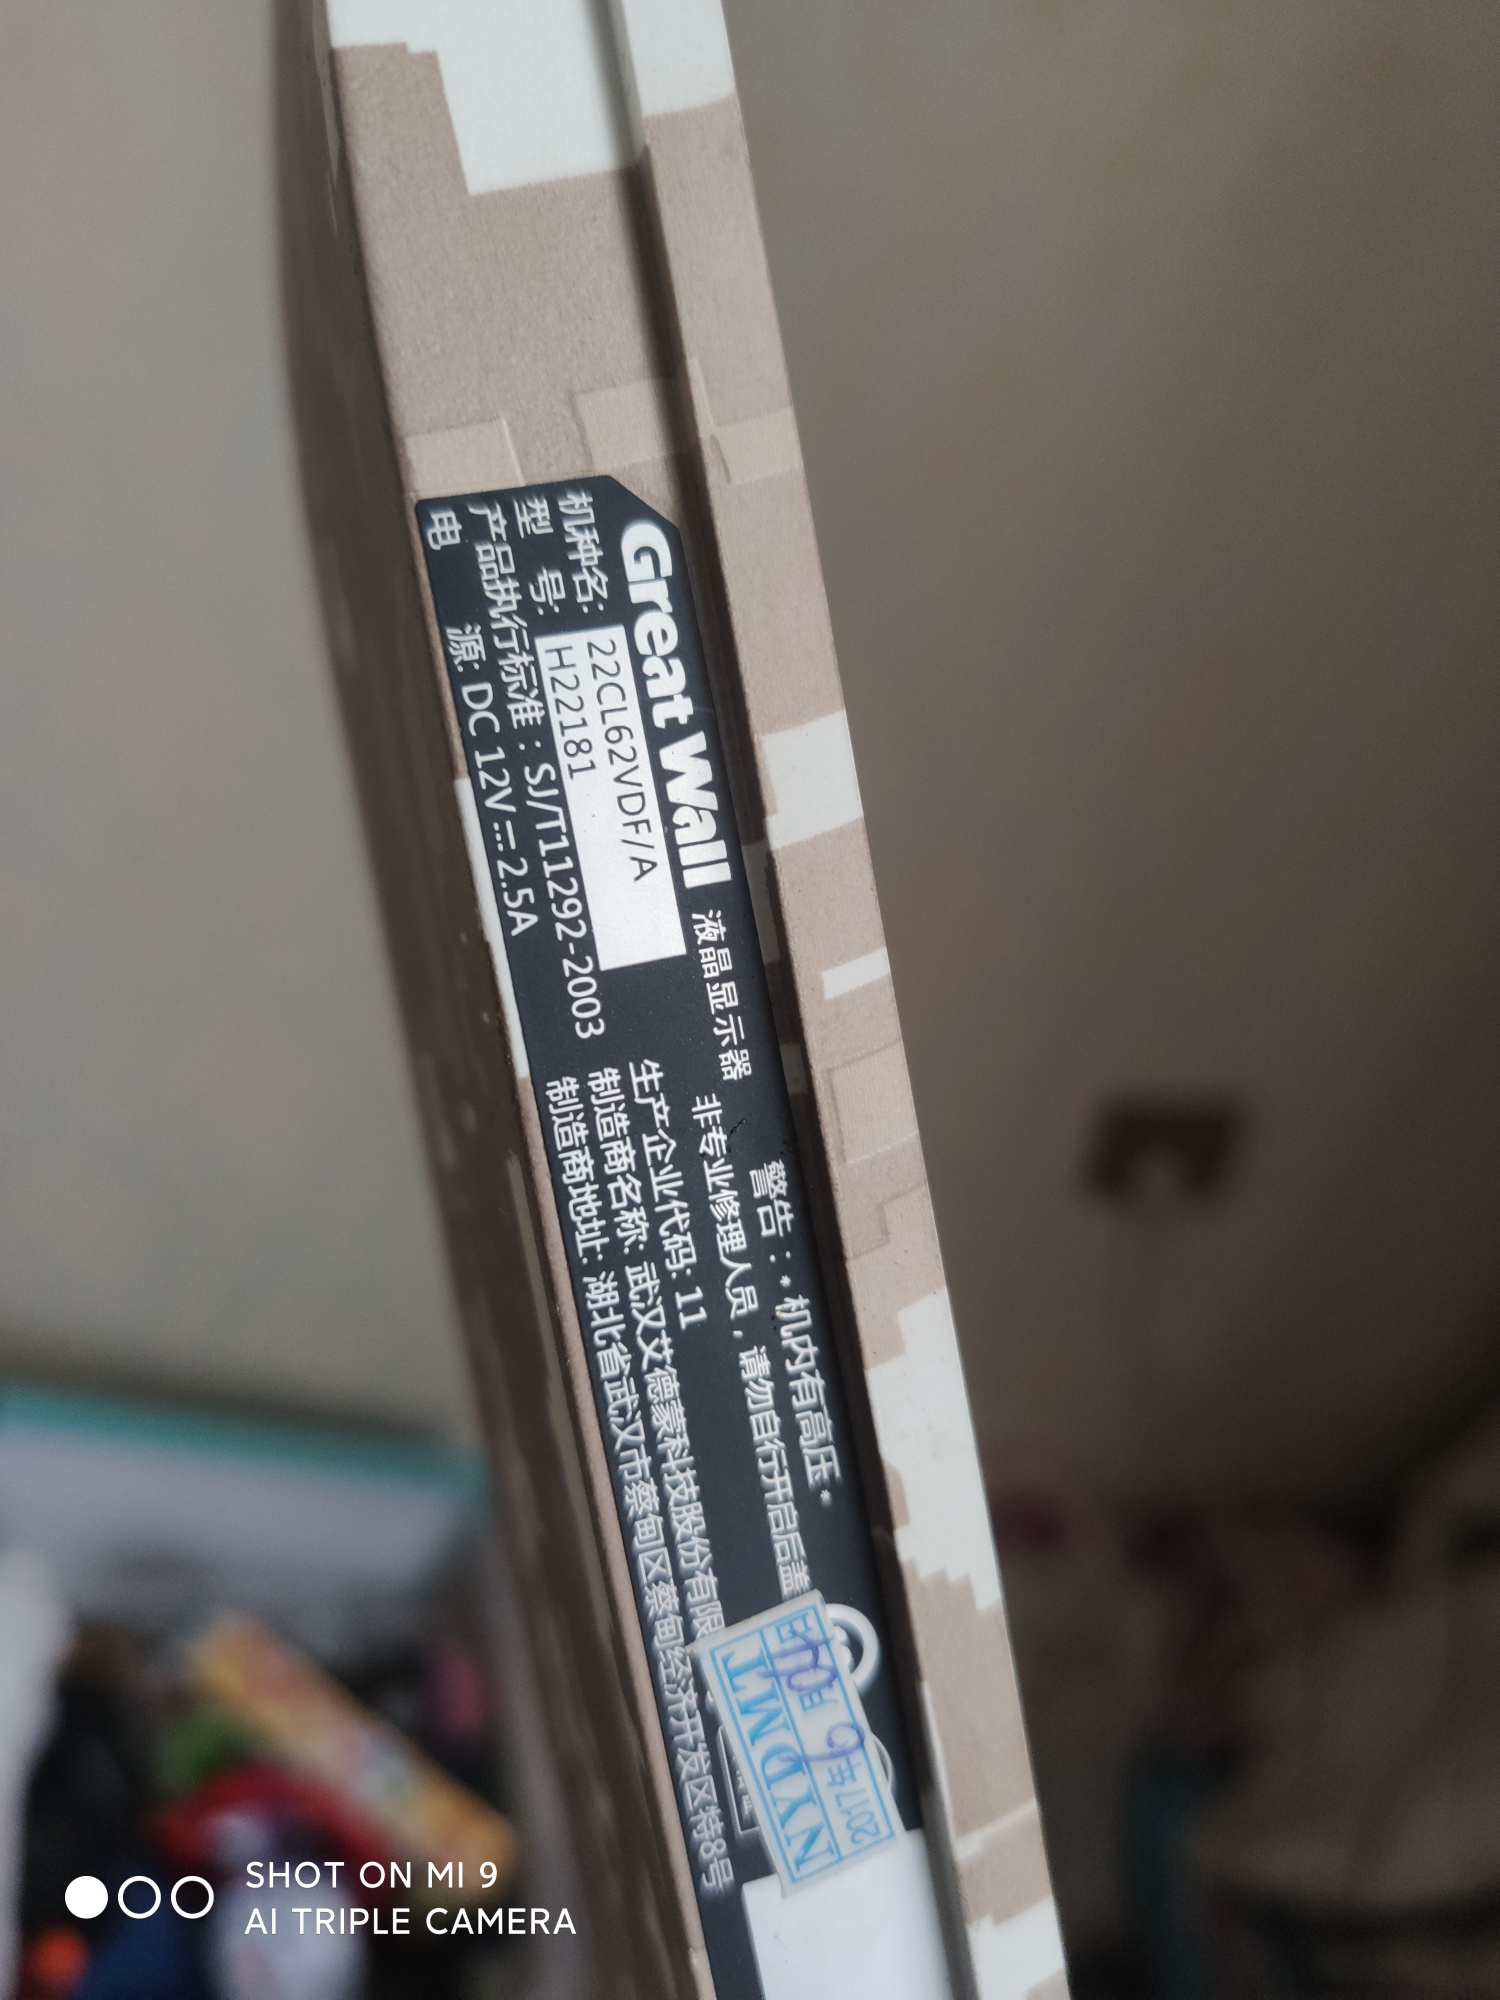 Great Wall 液晶显示器
机种名: 22CL62VDF/A
型 号: H22181
产品执行标准：SJ/T11292-2003
电 源: DC 12V⎓2.5A
警告：*机内有高压*
非专业修理人员，请勿自行开启后盖
生产企业代码: 11
制造商名称: 武汉艾德蒙科技股份有限
制造商地址: 湖北省武汉市蔡甸区蔡甸经济开发区特8号
NYDMT
2017年 9 月
SHOT ON MI 9
AI TRIPLE CAMERA